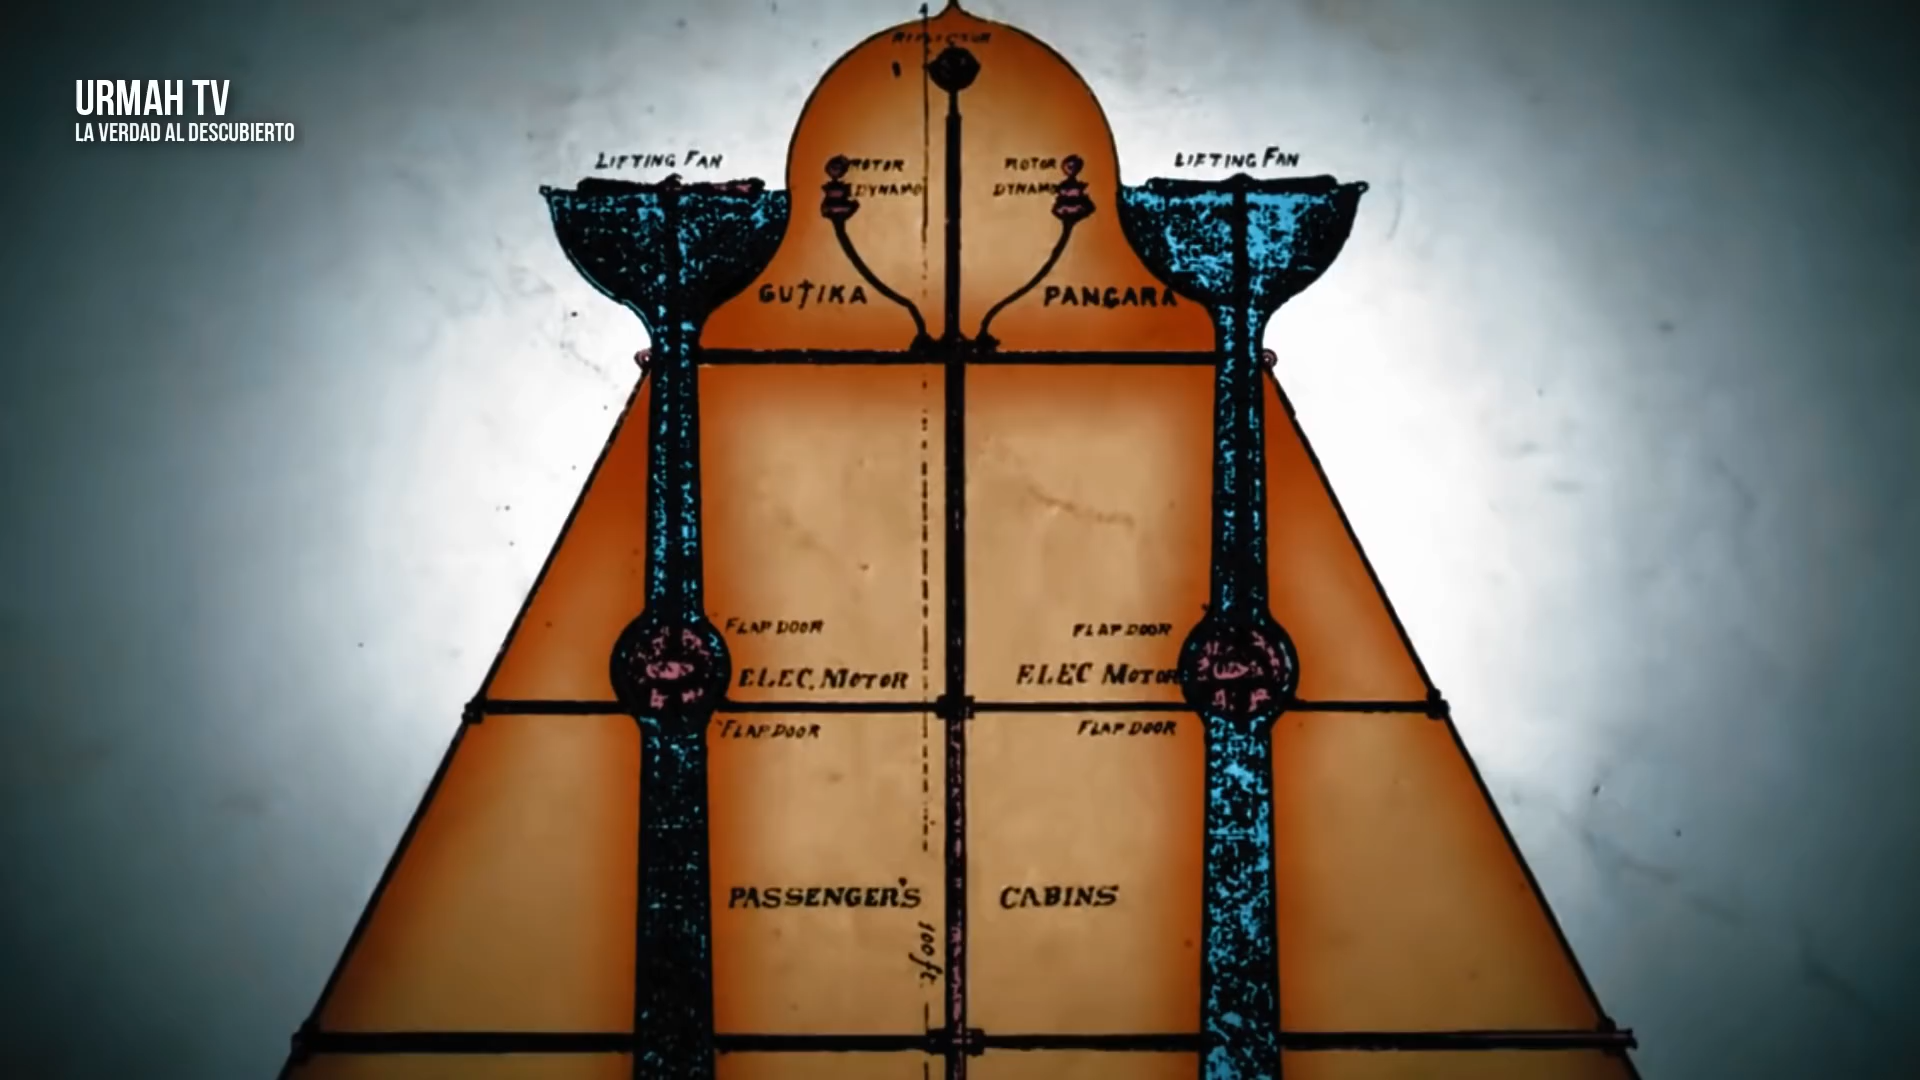 URMAH TV
LA VERDAD AL DESCUBIERTO
REFLECTOR
LIFTING FAN
LIFTING FAN
MOTOR
MOTOR
DYNAMO
DYNAMO
GUTIKA
PANGARA
FLAP DOOR
FLAP DOOR
ELEC. MOTOR
ELEC MOTOR
FLAP DOOR
FLAP DOOR
PASSENGER'S CABINS
100 ft.